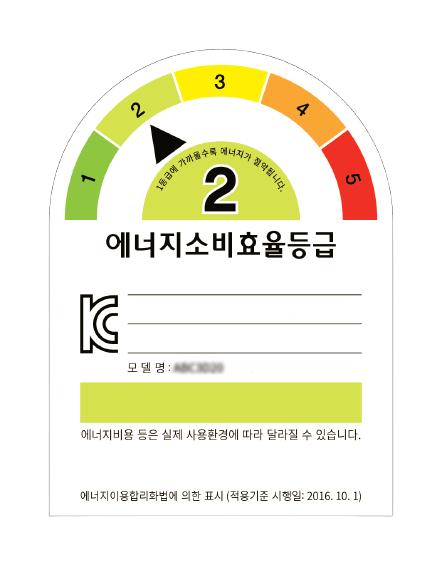 1
2
3
4
5
1등급에 가까울수록 에너지가 절약됩니다.
2
에너지소비효율등급
모 델 명 :
에너지비용 등은 실제 사용환경에 따라 달라질 수 있습니다.
에너지이용합리화법에 의한 표시 (적용기준 시행일: 2016. 10. 1)